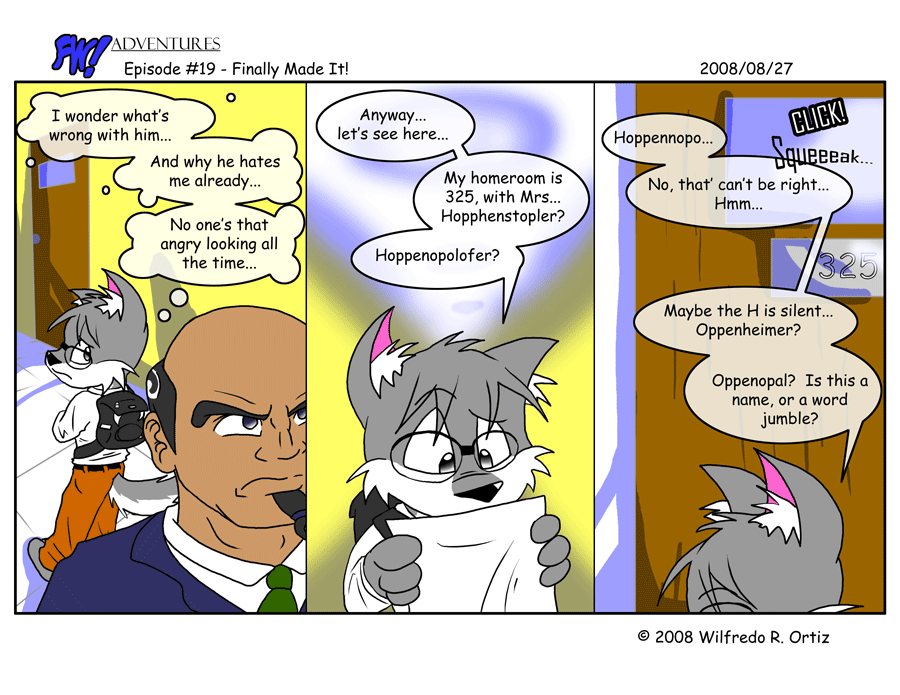 FW! ADVENTURES
Episode #19 - Finally Made It!
2008/08/27
I wonder what's
wrong with him...
And why he hates
me already...
No one's that
angry looking all
the time...
Anyway...
let's see here...
My homeroom is
325, with Mrs...
Hopphenstopler?
Hoppenopolofer?
CLICK!
Squeeeak...
Hoppennopo...
No, that' can't be right...
Hmm...
325
Maybe the H is silent...
Oppenheimer?
Oppenopal? Is this a
name, or a word
jumble?
© 2008 Wilfredo R. Ortiz